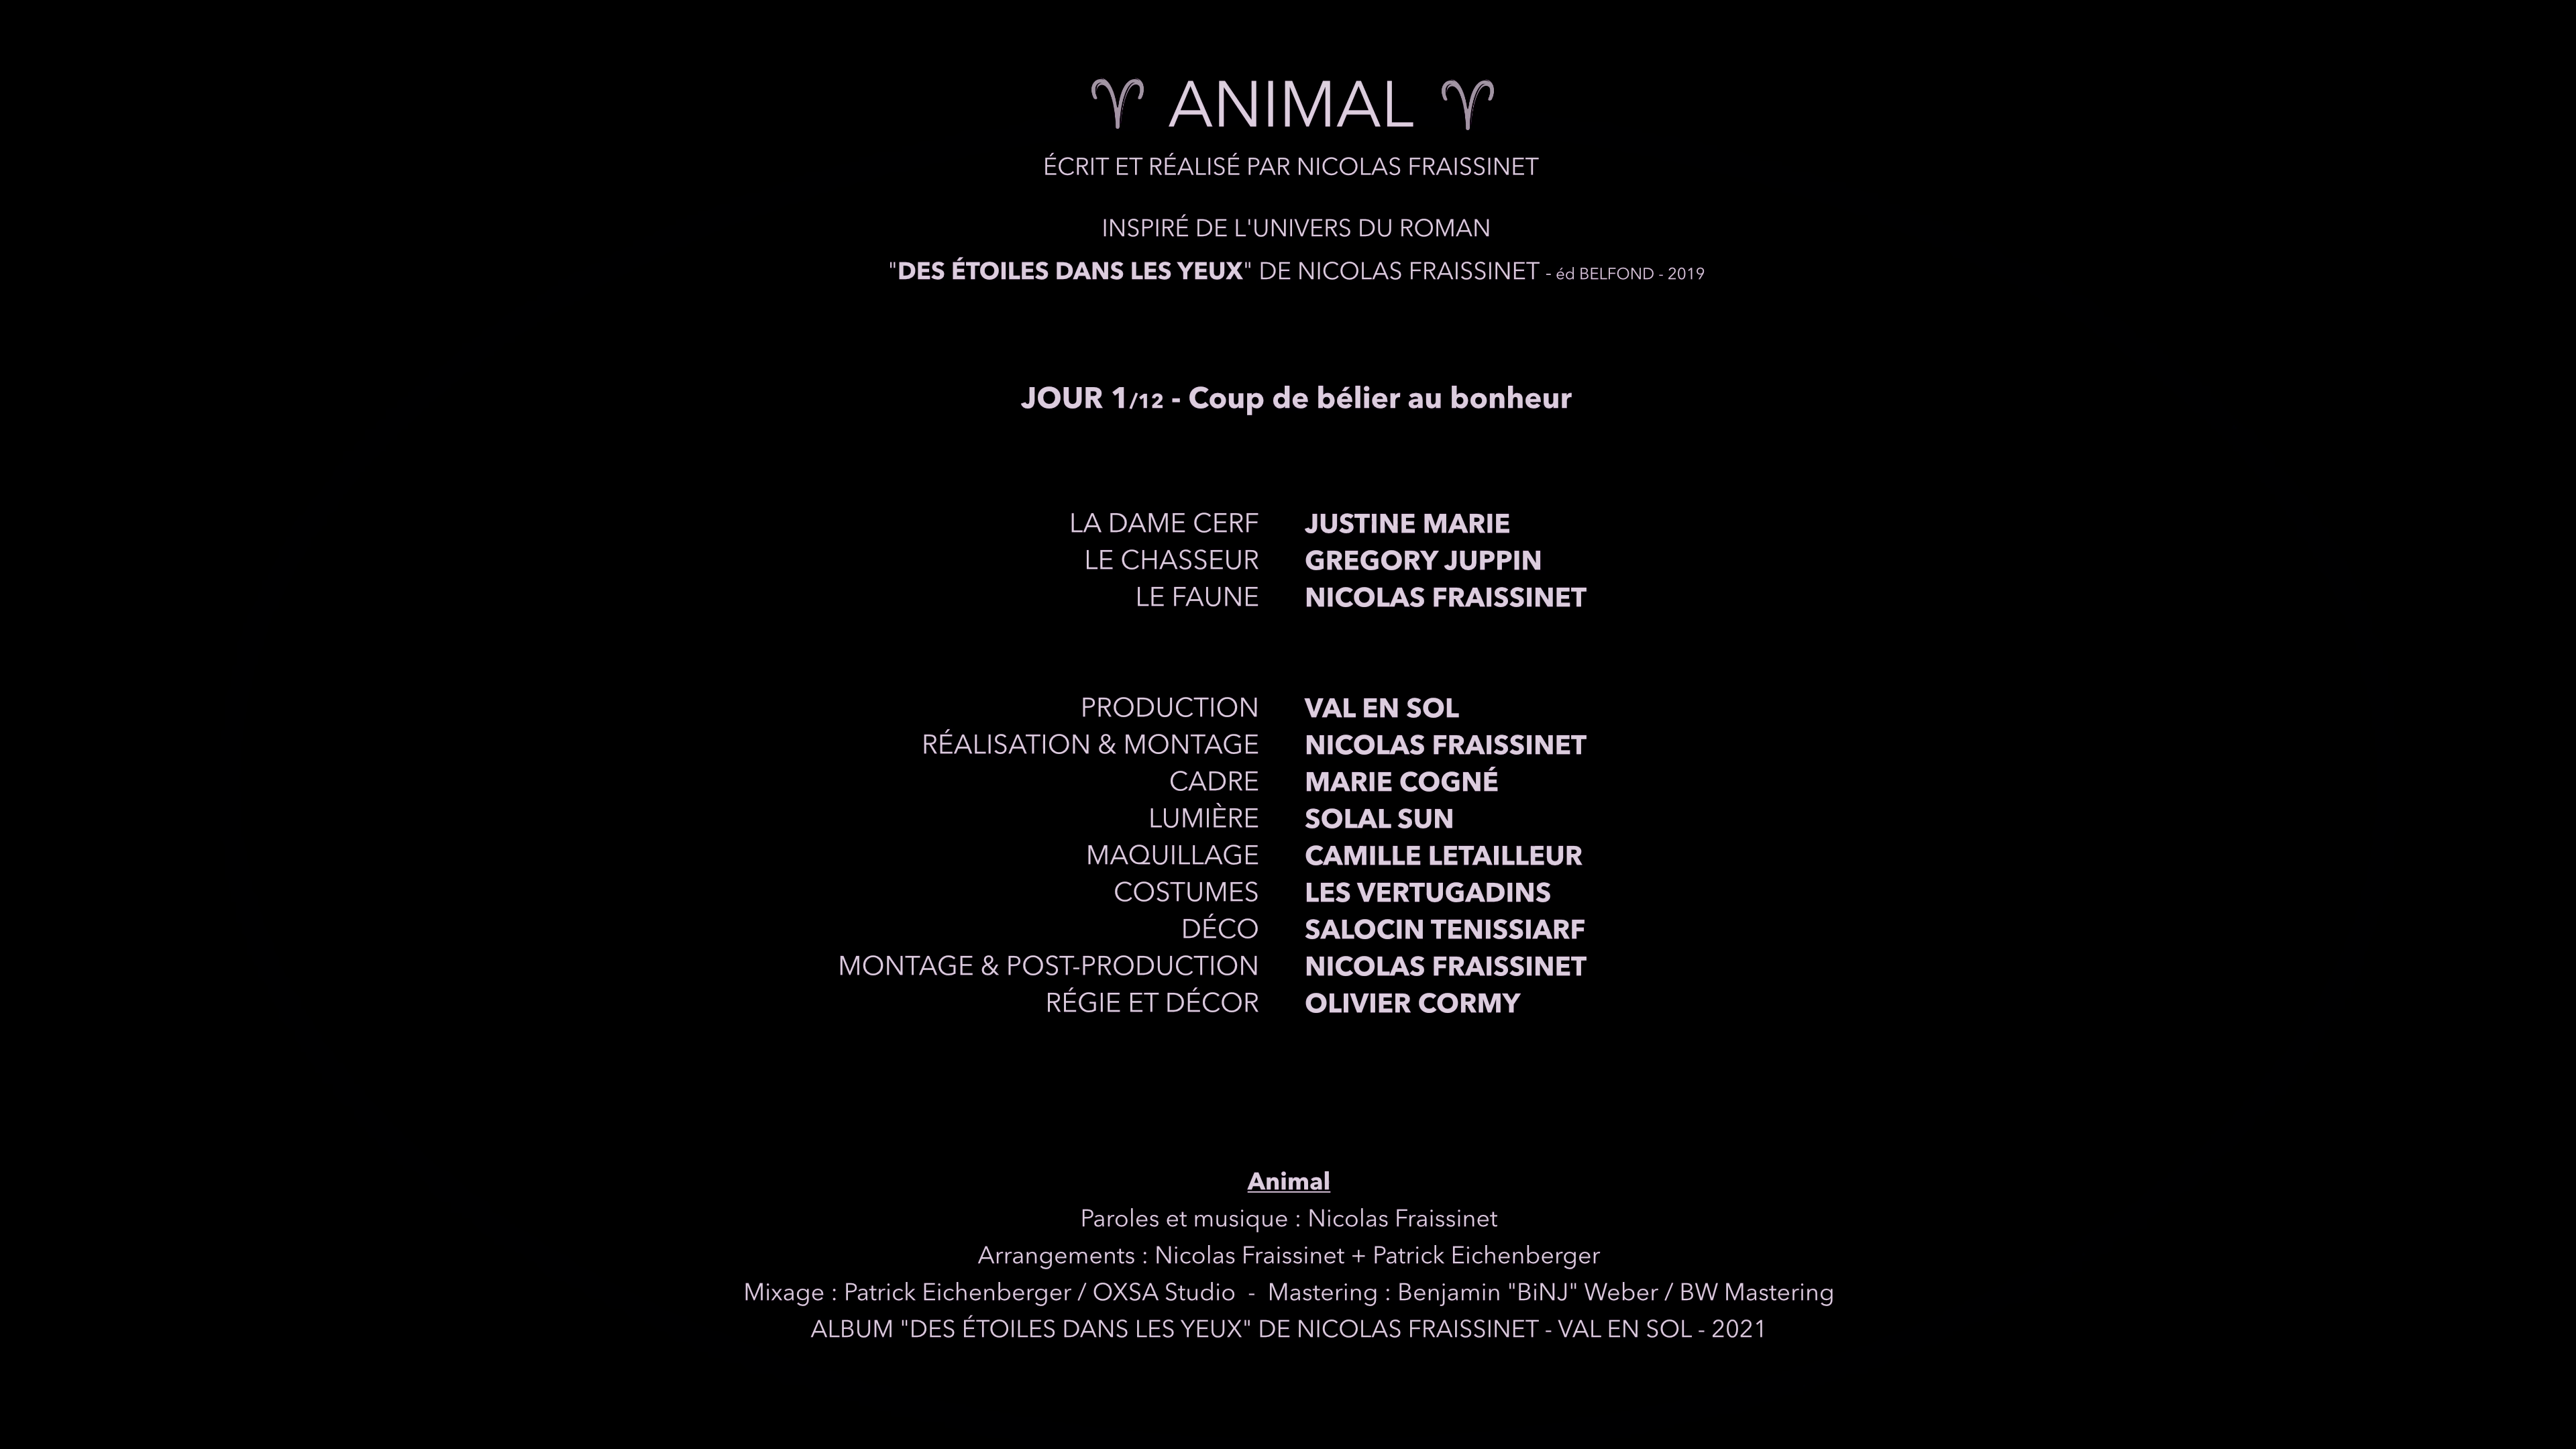 ♈ ANIMAL ♈
ÉCRIT ET RÉALISÉ PAR NICOLAS FRAISSINET
INSPIRÉ DE L'UNIVERS DU ROMAN
"DES ÉTOILES DANS LES YEUX" DE NICOLAS FRAISSINET - éd BELFOND - 2019
JOUR 1/12 - Coup de bélier au bonheur
LA DAME CERF JUSTINE MARIE
LE CHASSEUR GREGORY JUPPIN
LE FAUNE NICOLAS FRAISSINET
PRODUCTION VAL EN SOL
RÉALISATION & MONTAGE NICOLAS FRAISSINET
CADRE MARIE COGNÉ
LUMIÈRE SOLAL SUN
MAQUILLAGE CAMILLE LETAILLEUR
COSTUMES LES VERTUGADINS
DÉCO SALOCIN TENISSIARF
MONTAGE & POST-PRODUCTION NICOLAS FRAISSINET
RÉGIE ET DÉCOR OLIVIER CORMY
Animal
Paroles et musique : Nicolas Fraissinet
Arrangements : Nicolas Fraissinet + Patrick Eichenberger
Mixage : Patrick Eichenberger / OXSA Studio - Mastering : Benjamin "BiNJ" Weber / BW Mastering
ALBUM "DES ÉTOILES DANS LES YEUX" DE NICOLAS FRAISSINET - VAL EN SOL - 2021